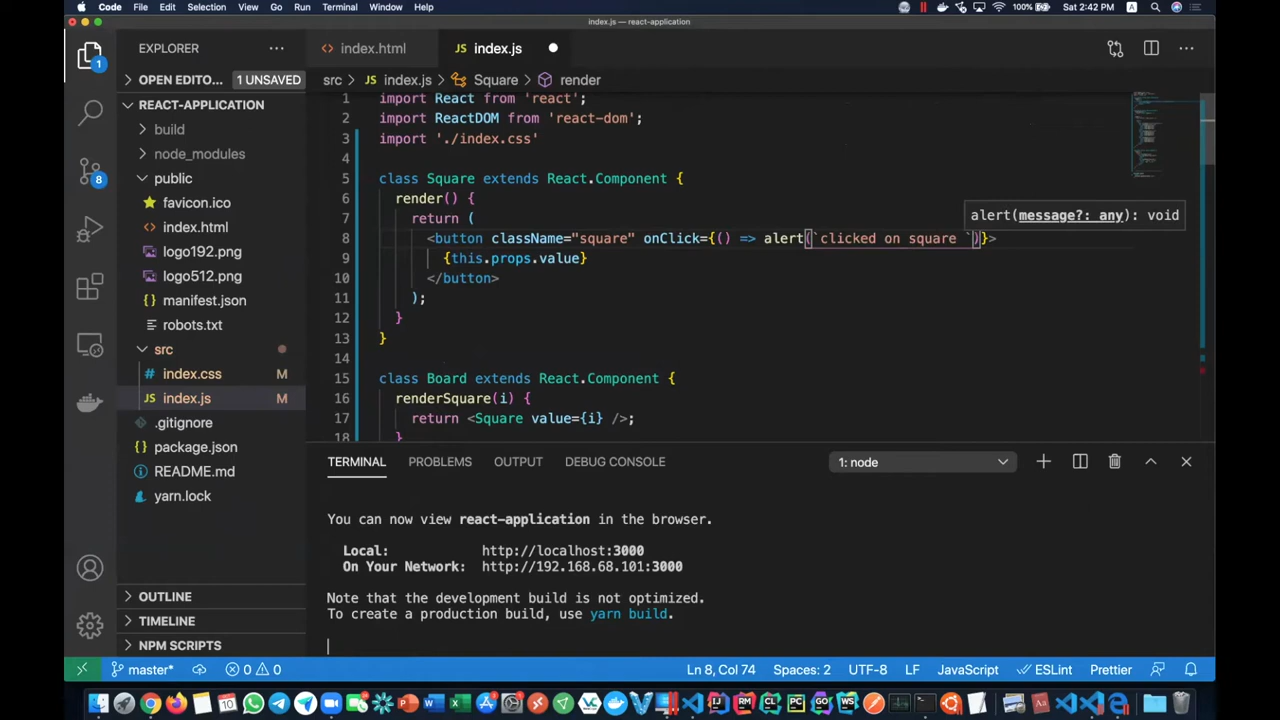 Code File Edit Selection View Go Run Terminal Window Help 100% Sat 2:42 PM A
index.js — react-application
EXPLORER ···
<> index.html
JS index.js
OPEN EDITO... 1 UNSAVED
src > JS index.js > Square > render
REACT-APPLICATION
build
node_modules
public
favicon.ico
index.html
logo192.png
logo512.png
manifest.json
robots.txt
src
# index.css M
JS index.js M
.gitignore
package.json
README.md
yarn.lock
OUTLINE
TIMELINE
NPM SCRIPTS
1
8
1 import React from 'react';
2 import ReactDOM from 'react-dom';
3 import './index.css'
4
5 class Square extends React.Component {
6 render() {
7 return (
alert(message?: any): void
8 <button className="square" onClick={() => alert(`clicked on square `)}>
9 {this.props.value}
10 </button>
11 );
12 }
13 }
14
15 class Board extends React.Component {
16 renderSquare(i) {
17 return <Square value={i} />;
18 }
TERMINAL PROBLEMS OUTPUT DEBUG CONSOLE 1: node
You can now view react-application in the browser.
Local: http://localhost:3000
On Your Network: http://192.168.68.101:3000
Note that the development build is not optimized.
To create a production build, use yarn build.
master* 0 0 Ln 8, Col 74 Spaces: 2 UTF-8 LF JavaScript ESLint Prettier